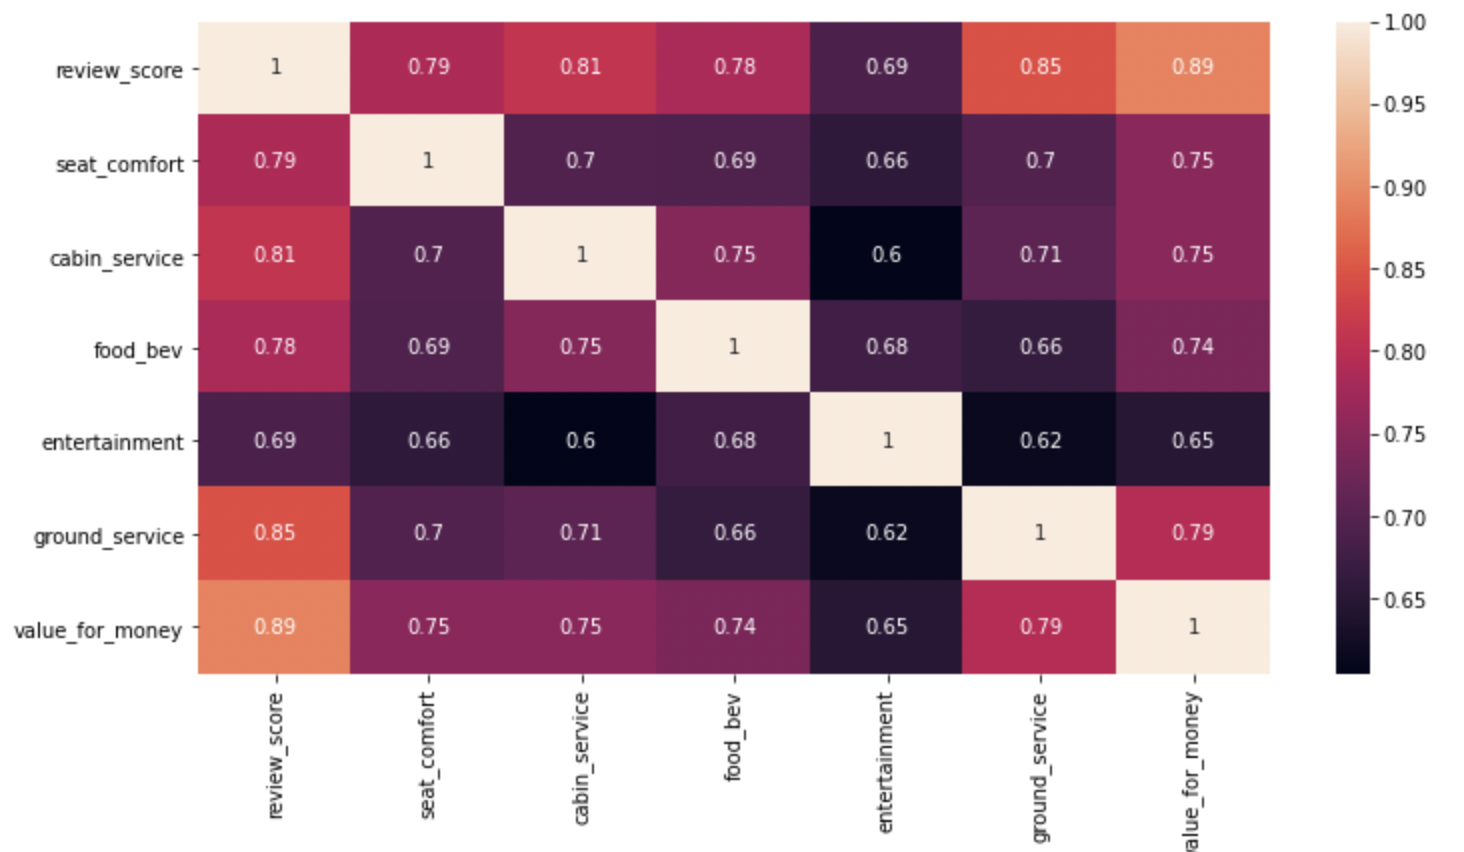 review_score 1 0.79 0.81 0.78 0.69 0.85 0.89
seat_comfort 0.79 1 0.7 0.69 0.66 0.7 0.75
cabin_service 0.81 0.7 1 0.75 0.6 0.71 0.75
food_bev 0.78 0.69 0.75 1 0.68 0.66 0.74
entertainment 0.69 0.66 0.6 0.68 1 0.62 0.65
ground_service 0.85 0.7 0.71 0.66 0.62 1 0.79
value_for_money 0.89 0.75 0.75 0.74 0.65 0.79 1
review_score
seat_comfort
cabin_service
food_bev
entertainment
ground_service
alue_for_money
1.00
0.95
0.90
0.85
0.80
0.75
0.70
0.65